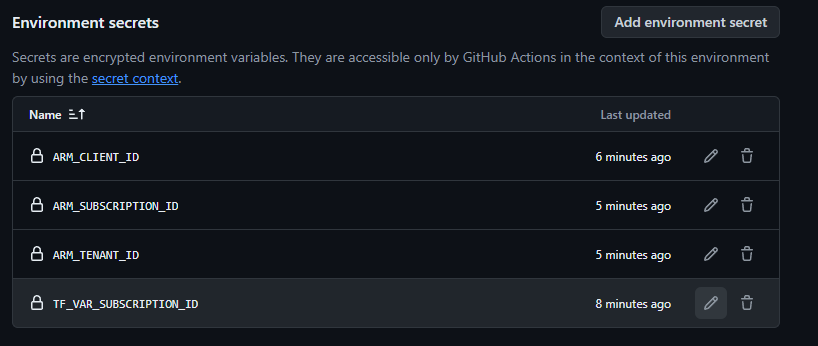 Environment secrets
Add environment secret
Secrets are encrypted environment variables. They are accessible only by GitHub Actions in the context of this environment
by using the secret context.
Name
Last updated
ARM_CLIENT_ID
6 minutes ago
ARM_SUBSCRIPTION_ID
5 minutes ago
ARM_TENANT_ID
5 minutes ago
TF_VAR_SUBSCRIPTION_ID
8 minutes ago